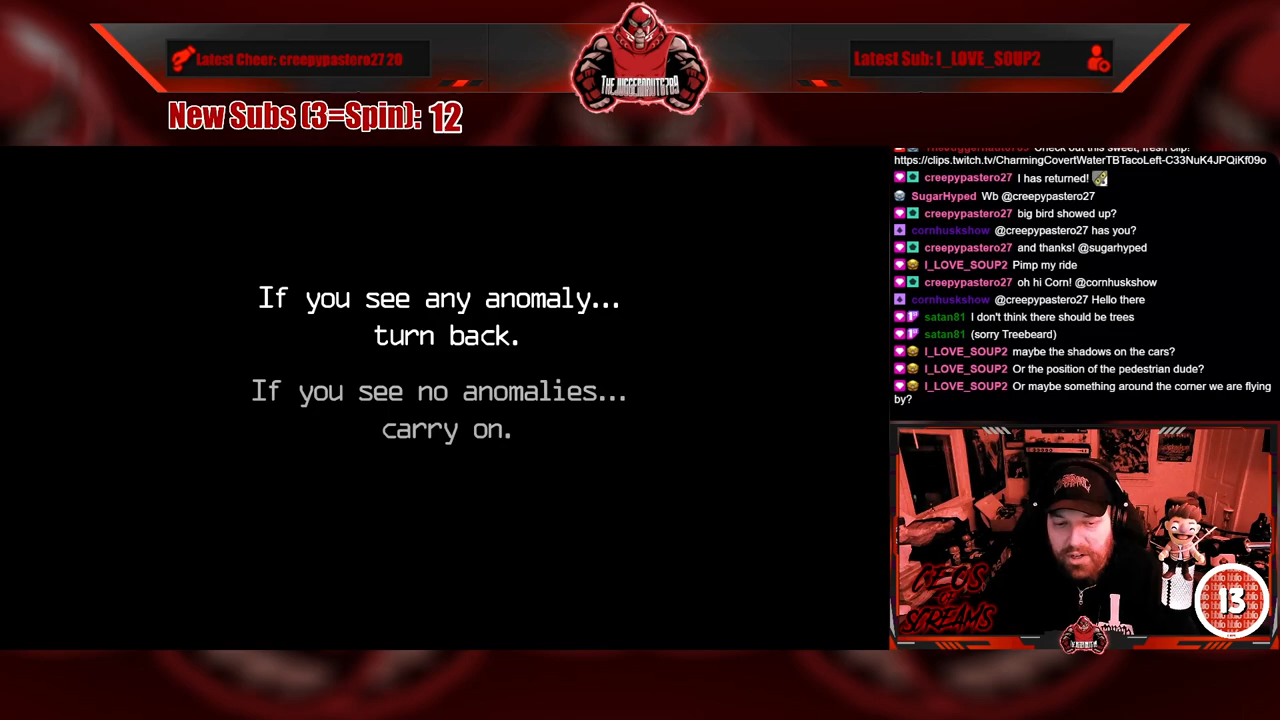 Latest Cheer: creepypastero27 20
THEJUGGERNAUT6789
Latest Sub: I_LOVE_SOUP2
New Subs (3=Spin): 12
If you see any anomaly...
turn back.
If you see no anomalies...
carry on.
https://clips.twitch.tv/CharmingCovertWaterTBTacoLeft-C33NuK4JPQiKf09o
creepypastero27 I has returned!
SugarHyped Wb @creepypastero27
creepypastero27 big bird showed up?
cornhuskshow @creepypastero27 has you?
creepypastero27 and thanks! @sugarhyped
I_LOVE_SOUP2 Pimp my ride
creepypastero27 oh hi Corn! @cornhuskshow
cornhuskshow @creepypastero27 Hello there
satan81 I don't think there should be trees
satan81 (sorry Treebeard)
I_LOVE_SOUP2 maybe the shadows on the cars?
I_LOVE_SOUP2 Or the position of the pedestrian dude?
I_LOVE_SOUP2 Or maybe something around the corner we are flying
by?
SCREAMS
13